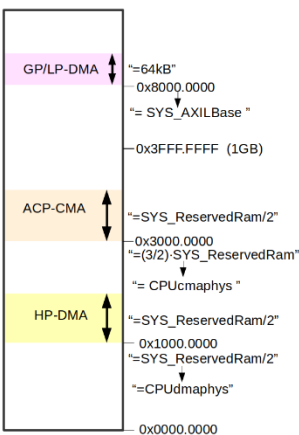 GP/LP-DMA
“=64kB”
0x8000.0000
“= SYS_AXILBase ”
0x3FFF.FFFF (1GB)
ACP-CMA
“=SYS_ReservedRam/2”
0x3000.0000
“=(3/2)·SYS_ReservedRam”
“= CPUcmaphys ”
HP-DMA
“=SYS_ReservedRam/2”
0x1000.0000
“=SYS_ReservedRam/2”
“=CPUdmaphys”
0x0000.0000